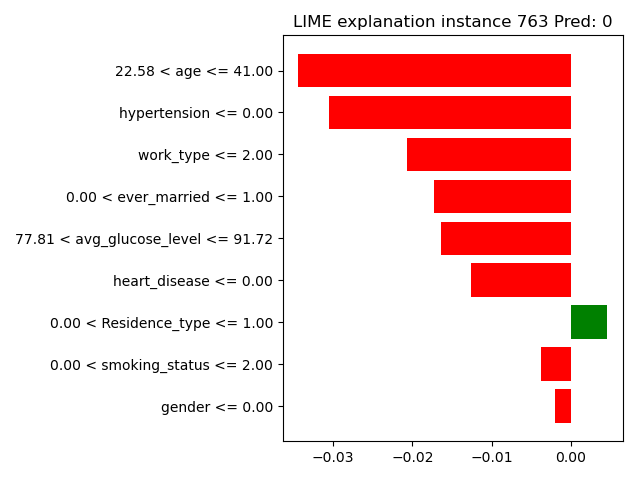 LIME explanation instance 763 Pred: 0
22.58 < age <= 41.00
hypertension <= 0.00
work_type <= 2.00
0.00 < ever_married <= 1.00
77.81 < avg_glucose_level <= 91.72
heart_disease <= 0.00
0.00 < Residence_type <= 1.00
0.00 < smoking_status <= 2.00
gender <= 0.00
−0.03 −0.02 −0.01 0.00